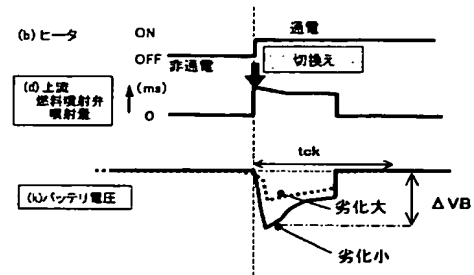 (b) ヒータ
ON
OFF
通電
非通電
切換え
(d)上流
燃料噴射弁
噴射量
(ms)
0
tck
(k)バッテリ電圧
劣化大
ΔVB
劣化小